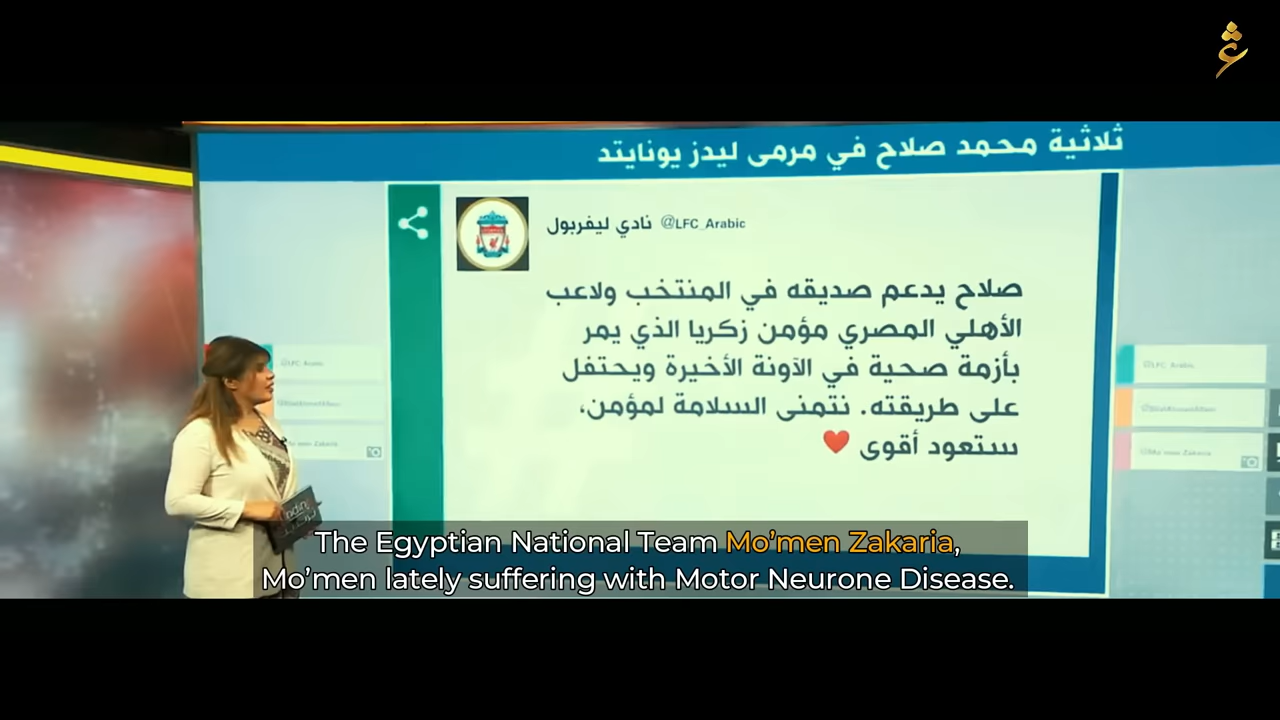 ثلاثية محمد صلاح في مرمى ليدز يونايتد
نادي ليفربول @LFC_Arabic
صلاح يدعم صديقه في المنتخب ولاعب
الأهلي المصري مؤمن زكريا الذي يمر
بأزمة صحية في الآونة الأخيرة ويحتفل
على طريقته. نتمنى السلامة لمؤمن،
ستعود أقوى ❤️
@LFC_Arabic
@LFC_Arabic
The Egyptian National Team Mo’men Zakaria,
Mo’men lately suffering with Motor Neurone Disease.